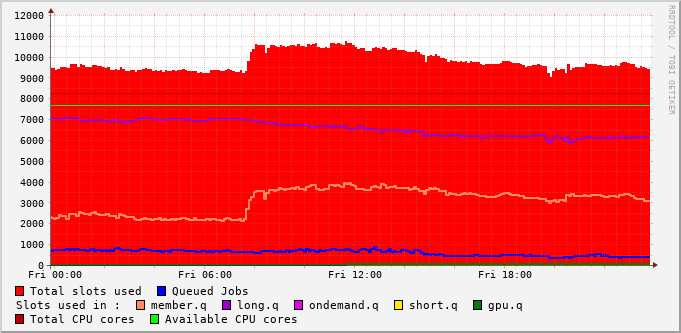 12000
11000
10000
9000
8000
7000
6000
5000
4000
3000
2000
1000
0
Fri 00:00 Fri 06:00 Fri 12:00 Fri 18:00
Total slots used Queued Jobs
Slots used in : member.q long.q ondemand.q short.q gpu.q
Total CPU cores Available CPU cores
RRDTOOL / TOBI OETIKER